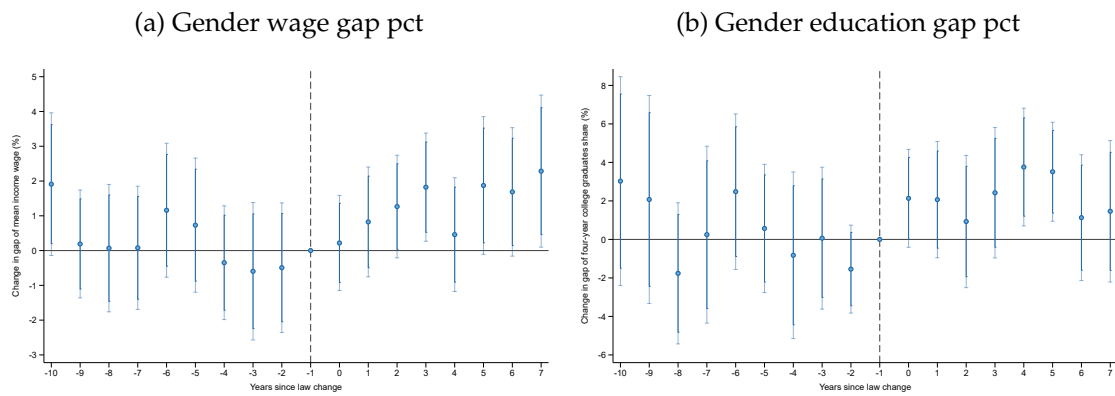 (a) Gender wage gap pct
(b) Gender education gap pct
Change in gap of mean income wage (%)
5
4
3
2
1
0
-1
-2
-3
-10 -9 -8 -7 -6 -5 -4 -3 -2 -1 0 1 2 3 4 5 6 7
Years since law change
Change in gap of four-year college graduates share (%)
8
6
4
2
0
-2
-4
-6
-10 -9 -8 -7 -6 -5 -4 -3 -2 -1 0 1 2 3 4 5 6 7
Years since law change